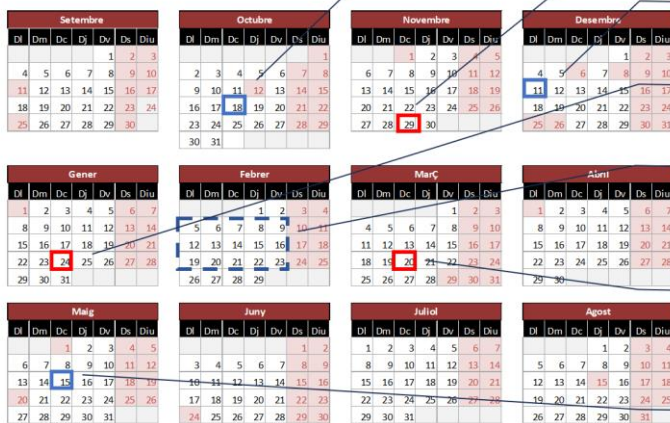 Setembre
Dl Dm Dc Dj Dv Ds Diu
1 2 3
4 5 6 7 8 9 10
11 12 13 14 15 16 17
18 19 20 21 22 23 24
25 26 27 28 29 30
Octubre
Dl Dm Dc Dj Dv Ds Diu
1
2 3 4 5 6 7 8
9 10 11 12 13 14 15
16 17 18 19 20 21 22
23 24 25 26 27 28 29
30 31
Novembre
Dl Dm Dc Dj Dv Ds Diu
1 2 3 4 5
6 7 8 9 10 11 12
13 14 15 16 17 18 19
20 21 22 23 24 25 26
27 28 29 30
Desembre
Dl Dm Dc Dj Dv Ds Diu
1 2 3
4 5 6 7 8 9 10
11 12 13 14 15 16 17
18 19 20 21 22 23 24
25 26 27 28 29 30 31
Gener
Dl Dm Dc Dj Dv Ds Diu
1 2 3 4 5 6 7
8 9 10 11 12 13 14
15 16 17 18 19 20 21
22 23 24 25 26 27 28
29 30 31
Febrer
Dl Dm Dc Dj Dv Ds Diu
1 2 3 4
5 6 7 8 9 10 11
12 13 14 15 16 17 18
19 20 21 22 23 24 25
26 27 28 29
MarÇ
Dl Dm Dc Dj Dv Ds Diu
1 2 3
4 5 6 7 8 9 10
11 12 13 14 15 16 17
18 19 20 21 22 23 24
25 26 27 28 29 30 31
Abril
Dl Dm Dc Dj Dv Ds Diu
1 2 3 4 5 6 7
8 9 10 11 12 13 14
15 16 17 18 19 20 21
22 23 24 25 26 27 28
29 30
Maig
Dl Dm Dc Dj Dv Ds Diu
1 2 3 4 5
6 7 8 9 10 11 12
13 14 15 16 17 18 19
20 21 22 23 24 25 26
27 28 29 30 31
Juny
Dl Dm Dc Dj Dv Ds Diu
1 2
3 4 5 6 7 8 9
10 11 12 13 14 15 16
17 18 19 20 21 22 23
24 25 26 27 28 29 30
Juliol
Dl Dm Dc Dj Dv Ds Diu
1 2 3 4 5 6 7
8 9 10 11 12 13 14
15 16 17 18 19 20 21
22 23 24 25 26 27 28
29 30 31
Agost
Dl Dm Dc Dj Dv Ds Diu
1 2 3 4
5 6 7 8 9 10 11
12 13 14 15 16 17 18
19 20 21 22 23 24 25
26 27 28 29 30 31